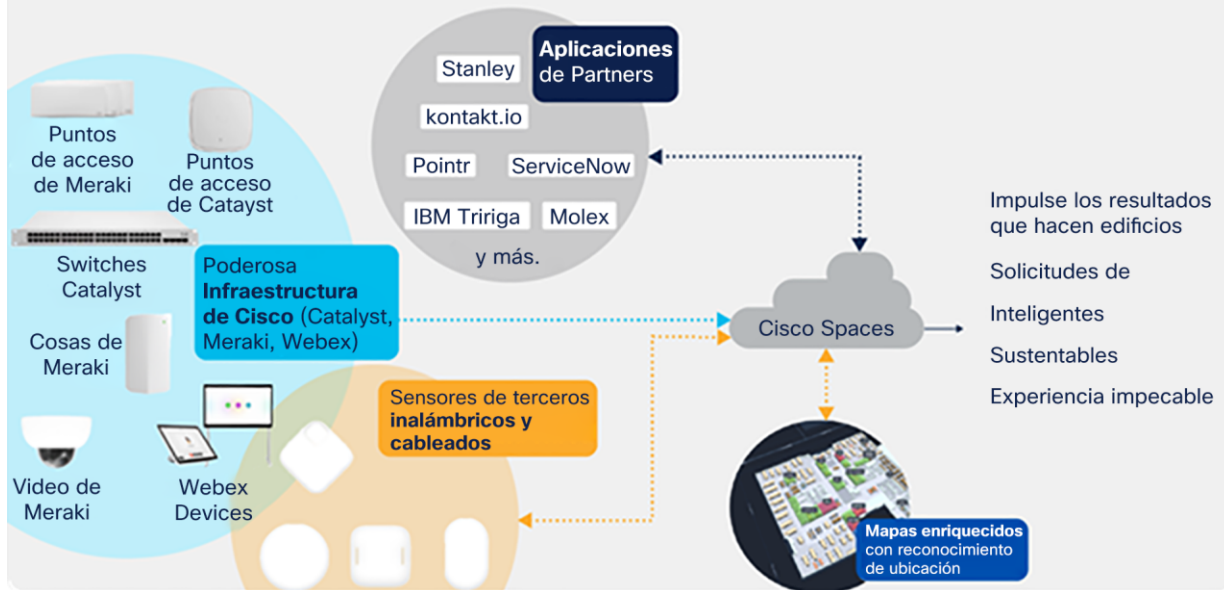 Aplicaciones
de Partners
Stanley
kontakt.io
Pointr
ServiceNow
IBM Tririga
Molex
y más.
Puntos
de acceso
de Meraki
Puntos
de acceso
de Catayst
Switches
Catalyst
Poderosa
Infraestructura
de Cisco (Catalyst,
Meraki, Webex)
Cosas de
Meraki
Video de
Meraki
Webex
Devices
Sensores de terceros
inalámbricos y
cableados
Cisco Spaces
Mapas enriquecidos
con reconocimiento
de ubicación
Impulse los resultados
que hacen edificios
Solicitudes de
Inteligentes
Sustentables
Experiencia impecable